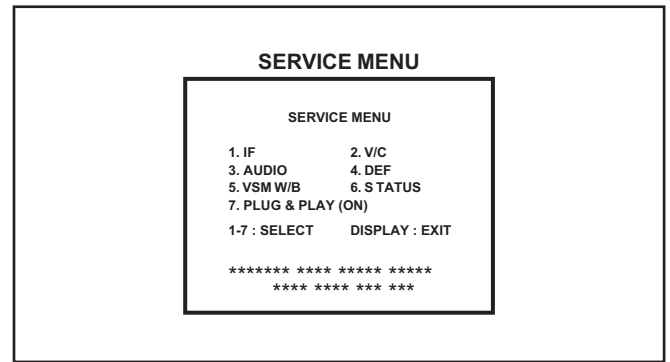 SERVICE MENU
SERVICE MENU
1. IF 2. V/C
3. AUDIO 4. DEF
5. VSM W/B 6. S TATUS
7. PLUG & PLAY (ON)
1-7 : SELECT DISPLAY : EXIT
******* **** ***** *****
**** **** *** ***